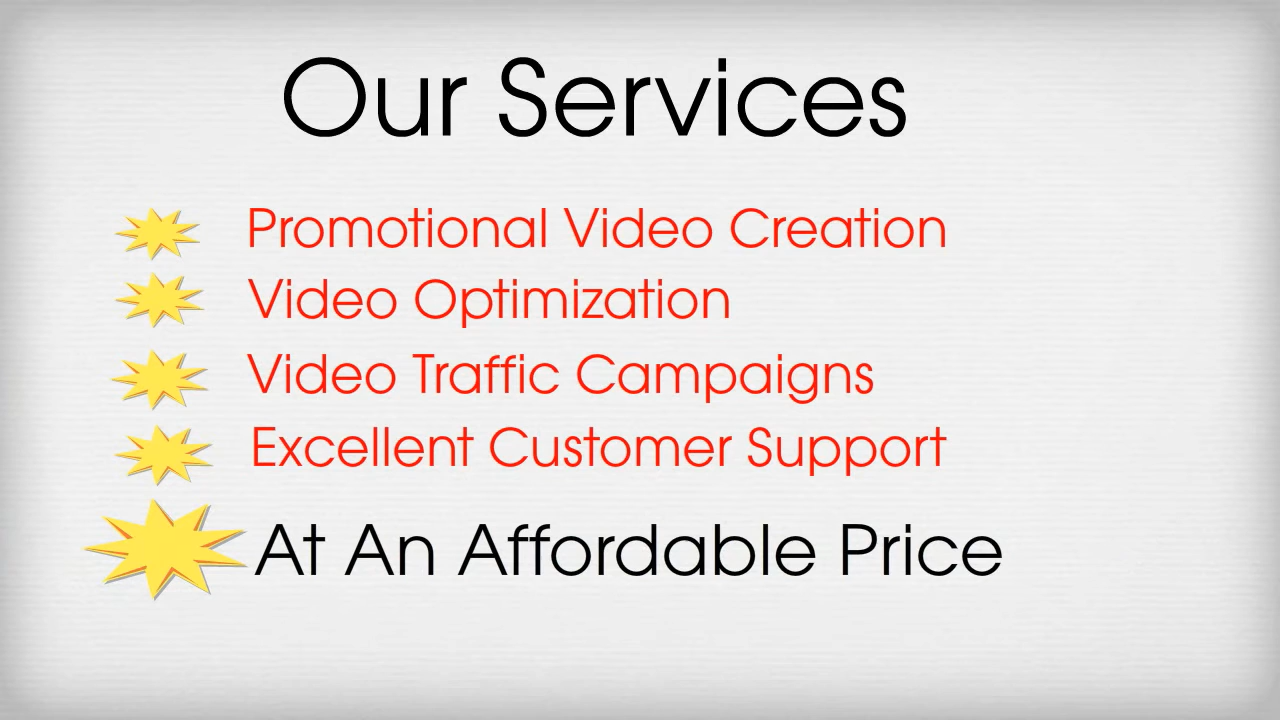 Our Services
Promotional Video Creation
Video Optimization
Video Traffic Campaigns
Excellent Customer Support
At An Affordable Price